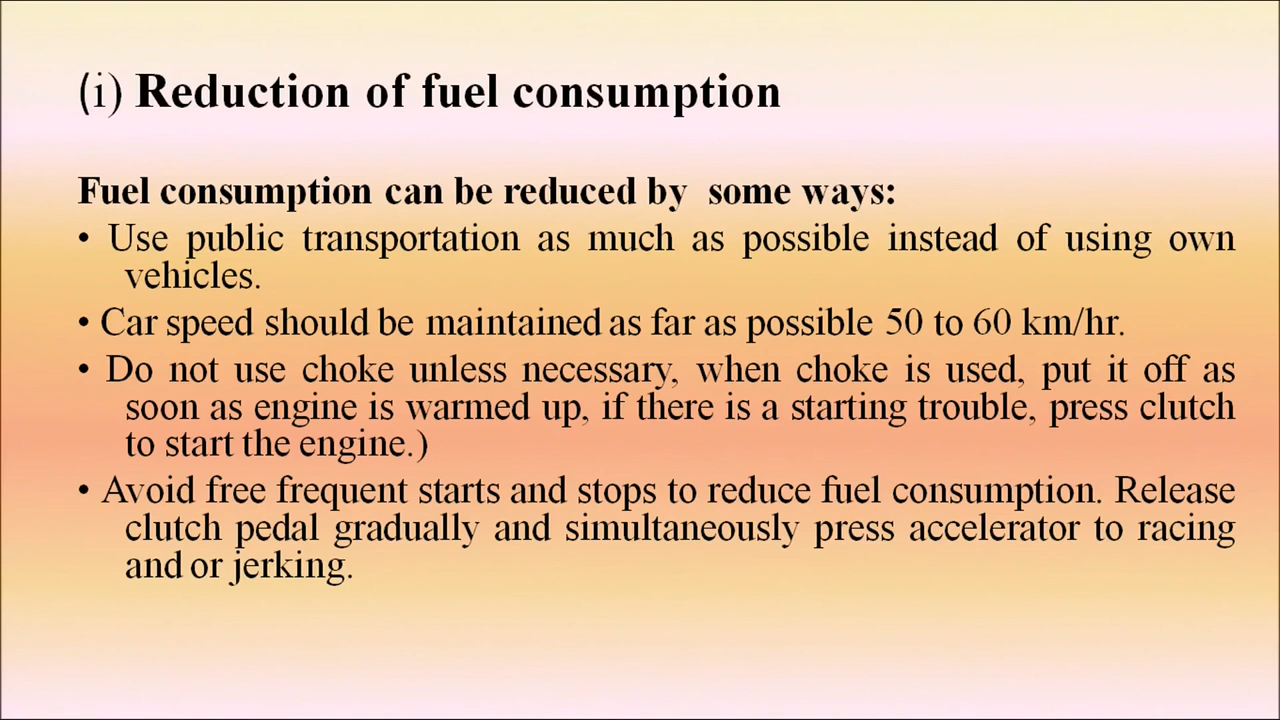 (i) Reduction of fuel consumption
Fuel consumption can be reduced by some ways:
• Use public transportation as much as possible instead of using own
vehicles.
• Car speed should be maintained as far as possible 50 to 60 km/hr.
• Do not use choke unless necessary, when choke is used, put it off as
soon as engine is warmed up, if there is a starting trouble, press clutch
to start the engine.)
• Avoid free frequent starts and stops to reduce fuel consumption. Release
clutch pedal gradually and simultaneously press accelerator to racing
and or jerking.